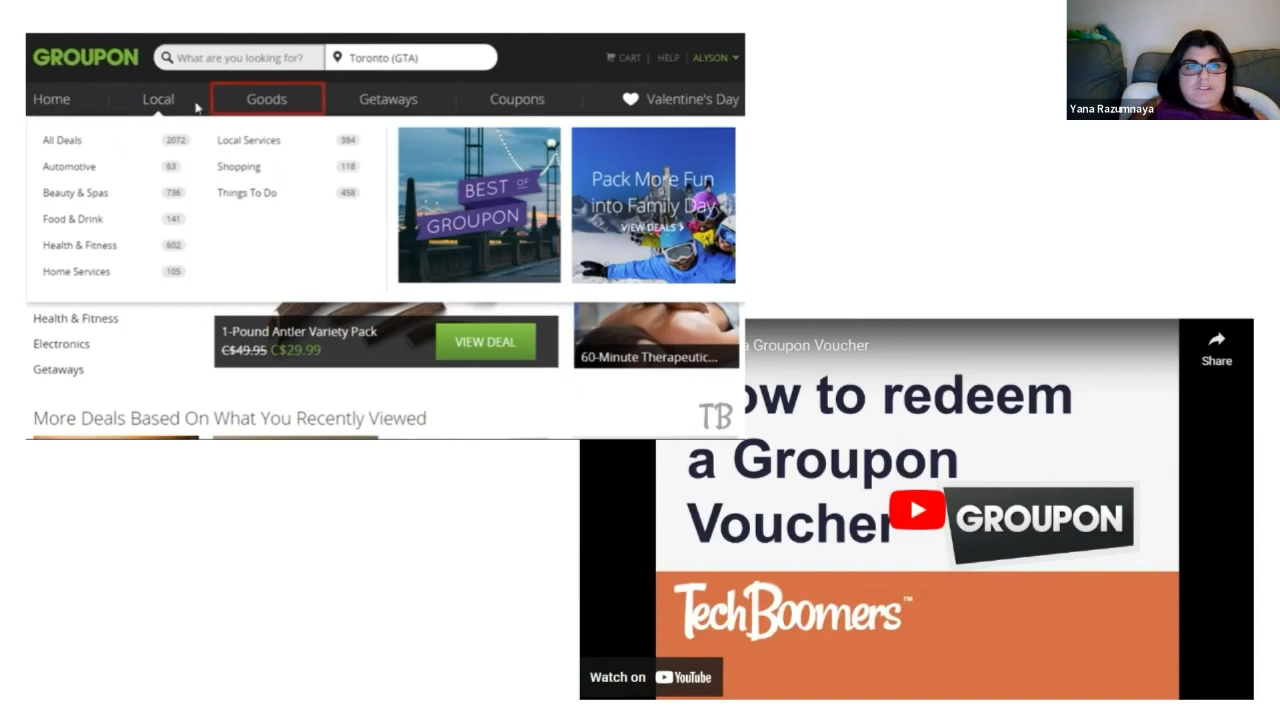 GROUPON
What are you looking for?
Toronto (GTA)
CART | HELP | ALYSON
Home
Local
Goods
Getaways
Coupons
Valentine's Day
All Deals 2072
Automotive 63
Beauty & Spas 736
Food & Drink 141
Health & Fitness 602
Home Services 105
Local Services 384
Shopping 118
Things To Do 458
BEST OF
GROUPON
Pack More Fun
into Family Day
VIEW DEALS
Health & Fitness
Electronics
Getaways
1-Pound Antler Variety Pack
C$49.95 C$29.99
VIEW DEAL
60-Minute Therapeutic...
More Deals Based On What You Recently Viewed
TB
Yana Razumnaya
a Groupon Voucher
Share
ow to redeem
a Groupon
Voucher
GROUPON
TechBoomers™
Watch on YouTube